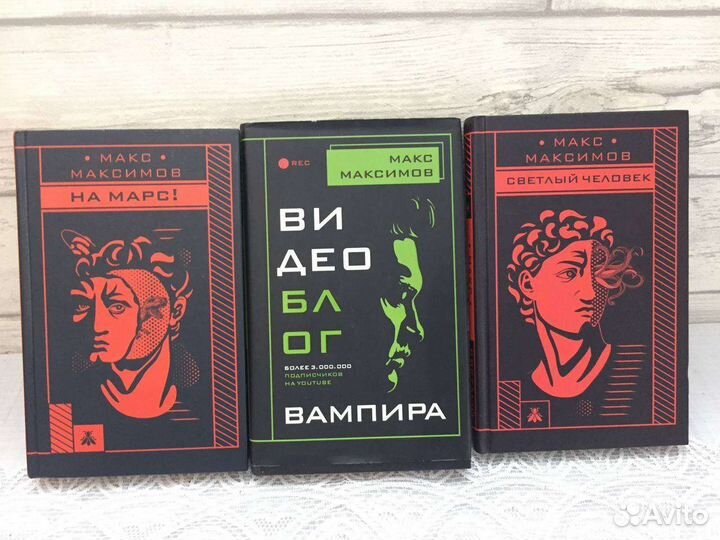 • МАКС •
МАКСИМОВ
НА МАРС!
REC
МАКС
МАКСИМОВ
ВИ
ДЕО
БЛ
ОГ
БОЛЕЕ 3.000.000
ПОДПИСЧИКОВ
НА YOUTUBE
ВАМПИРА
• МАКС •
МАКСИМОВ
СВЕТЛЫЙ ЧЕЛОВЕК
Avito